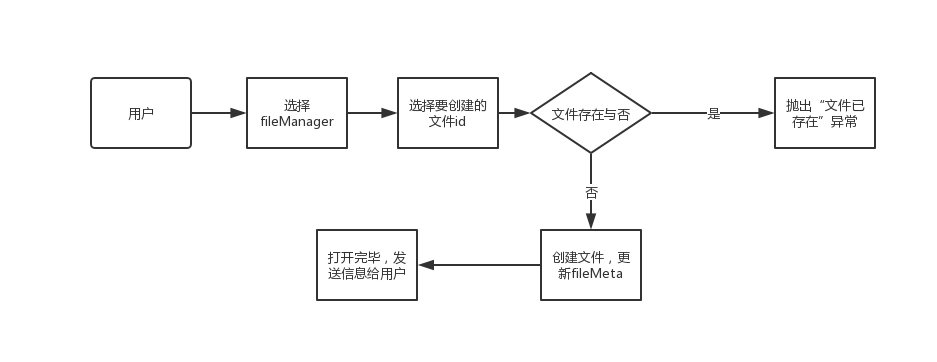 用户
选择
fileManager
选择要创建的
文件id
文件存在与否
是
抛出“文件已
存在”异常
否
打开完毕，发
送信息给用户
创建文件，更
新fileMeta